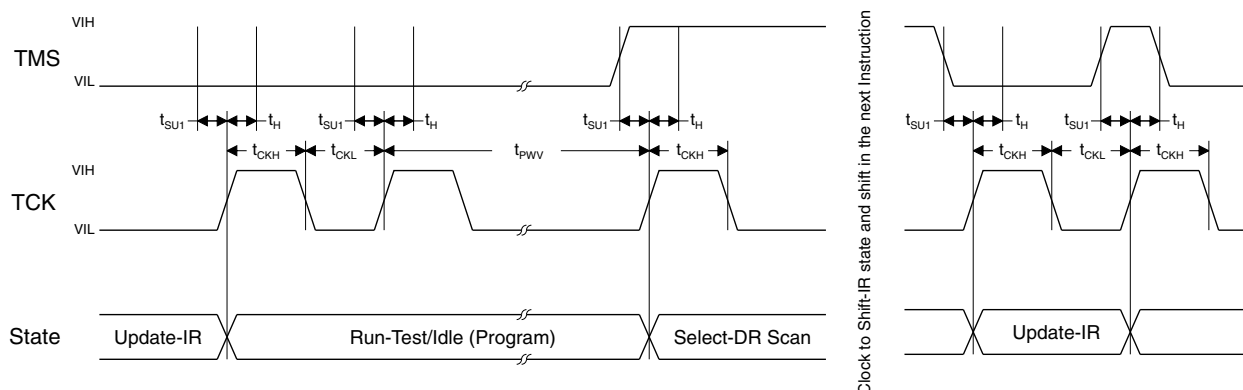 VIH
TMS
VIL
tSU1 tH tSU1 tH tSU1 tH tSU1 tH tSU1 tH
tCKH tCKL tPWV tCKH tCKH tCKL tCKH
VIH
TCK
VIL
State Update-IR Run-Test/Idle (Program) Select-DR Scan Update-IR
Clock to Shift-IR state and shift in the next Instruction